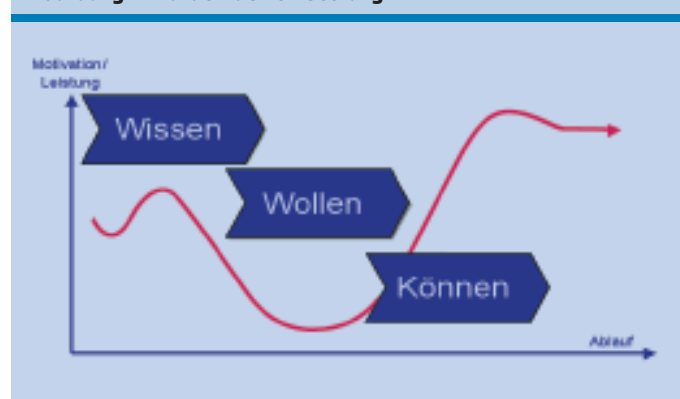 Motivation/
Leistung
Wissen
Wollen
Können
Ablauf